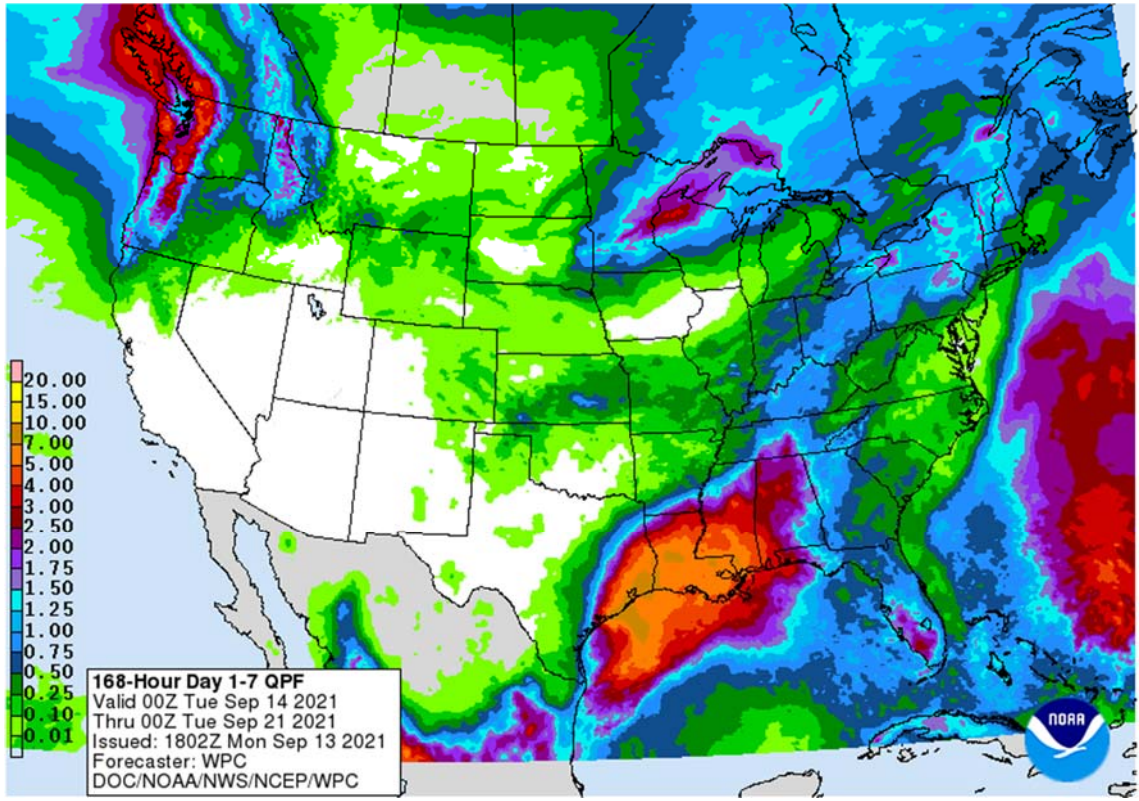 20.00
15.00
10.00
7.00
5.00
4.00
3.00
2.50
2.00
1.75
1.50
1.25
1.00
0.75
0.50
0.25
0.10
0.01
168-Hour Day 1-7 QPF
Valid 00Z Tue Sep 14 2021
Thru 00Z Tue Sep 21 2021
Issued: 1802Z Mon Sep 13 2021
Forecaster: WPC
DOC/NOAA/NWS/NCEP/WPC
NOAA